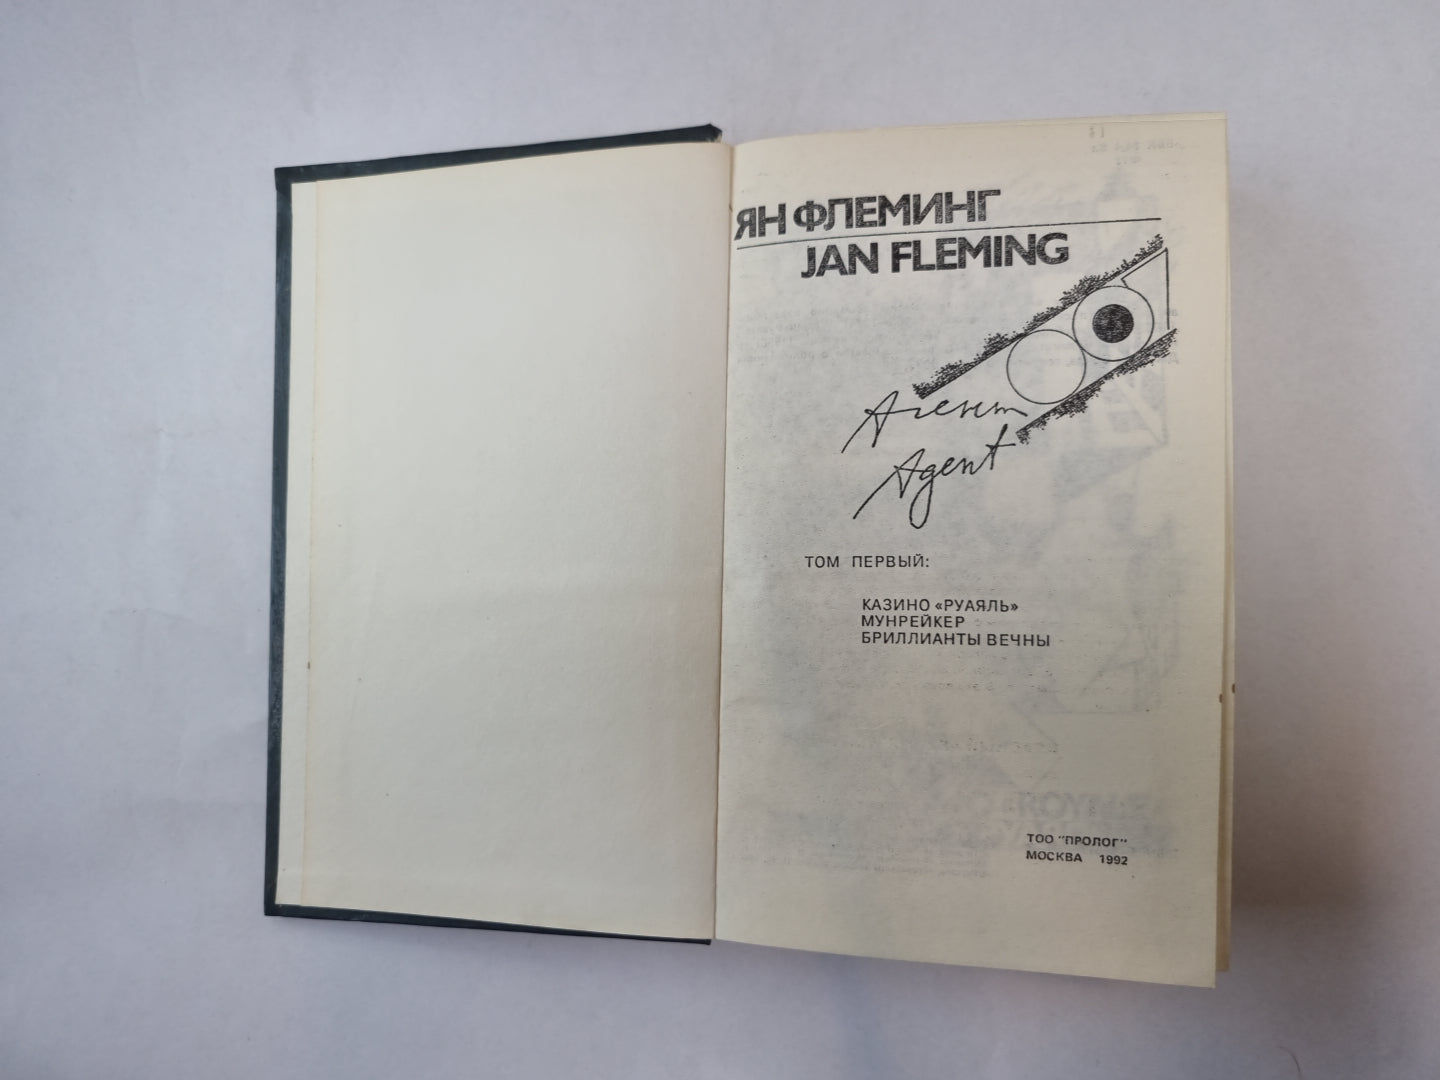 ЯН ФЛЕМИНГ
JAN FLEMING
Агент
Agent
ТОМ ПЕРВЫЙ:
КАЗИНО «РУАЯЛЬ»
МУНРЕЙКЕР
БРИЛЛИАНТЫ ВЕЧНЫ
ТОО "ПРОЛОГ"
МОСКВА 1992